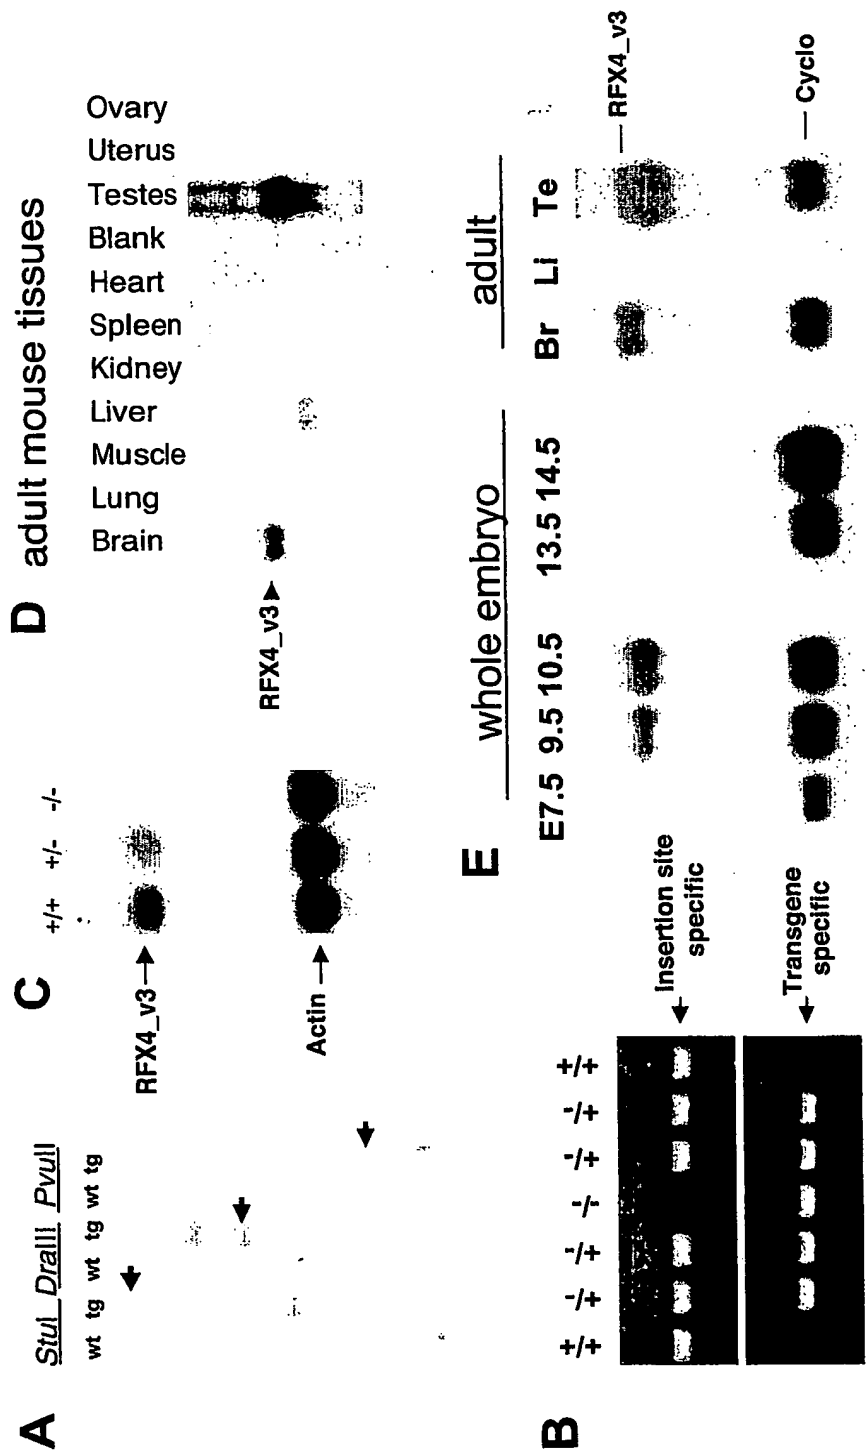 A
StuI DraIII PvuII
wt tg wt tg wt tg
B
+/+ -/+ -/+ -/- -/+ -/+ +/+
Insertion site
specific
Transgene
specific
C
+/+ +/- -/-
RFX4_v3
Actin
D
adult mouse tissues
Brain
Lung
Muscle
Liver
Kidney
Spleen
Heart
Blank
Testes
Uterus
Ovary
RFX4_v3
E
whole embryo
adult
E7.5 9.5 10.5 13.5 14.5 Br Li Te
RFX4_v3
Cyclo